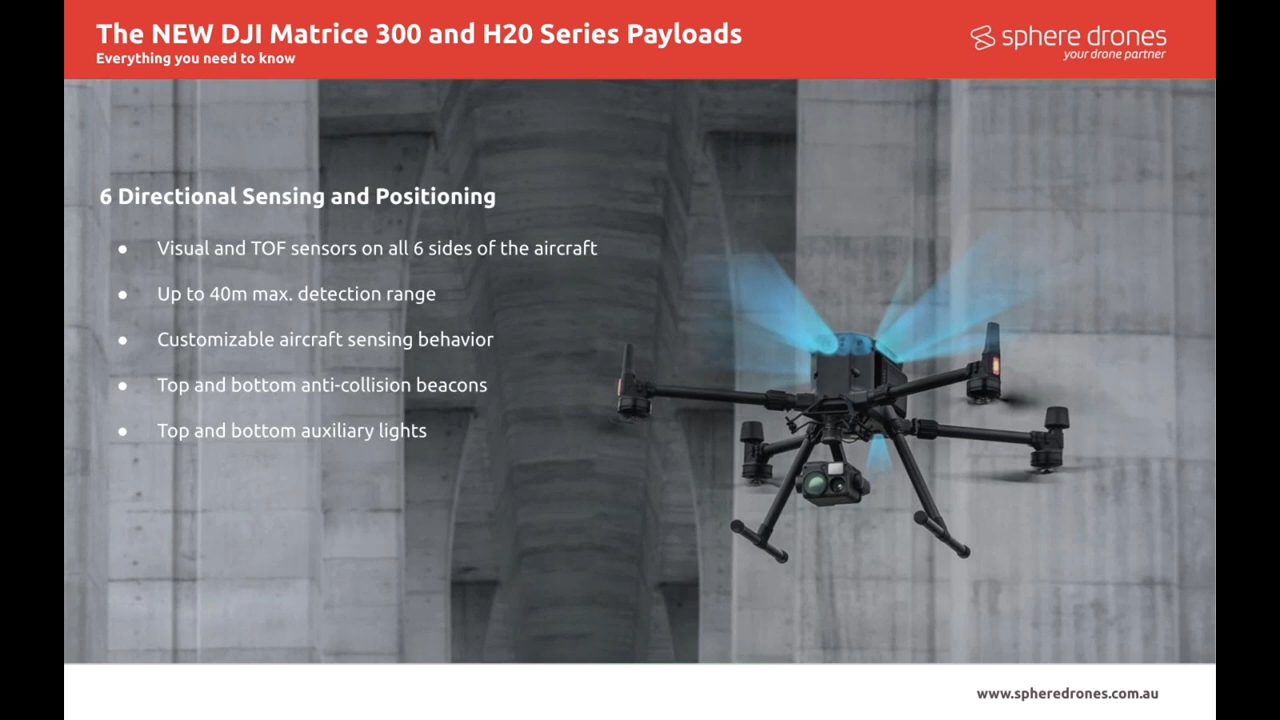 The NEW DJI Matrice 300 and H20 Series Payloads
Everything you need to know
sphere drones
your drone partner
6 Directional Sensing and Positioning
● Visual and TOF sensors on all 6 sides of the aircraft
● Up to 40m max. detection range
● Customizable aircraft sensing behavior
● Top and bottom anti-collision beacons
● Top and bottom auxiliary lights
www.spheredrones.com.au